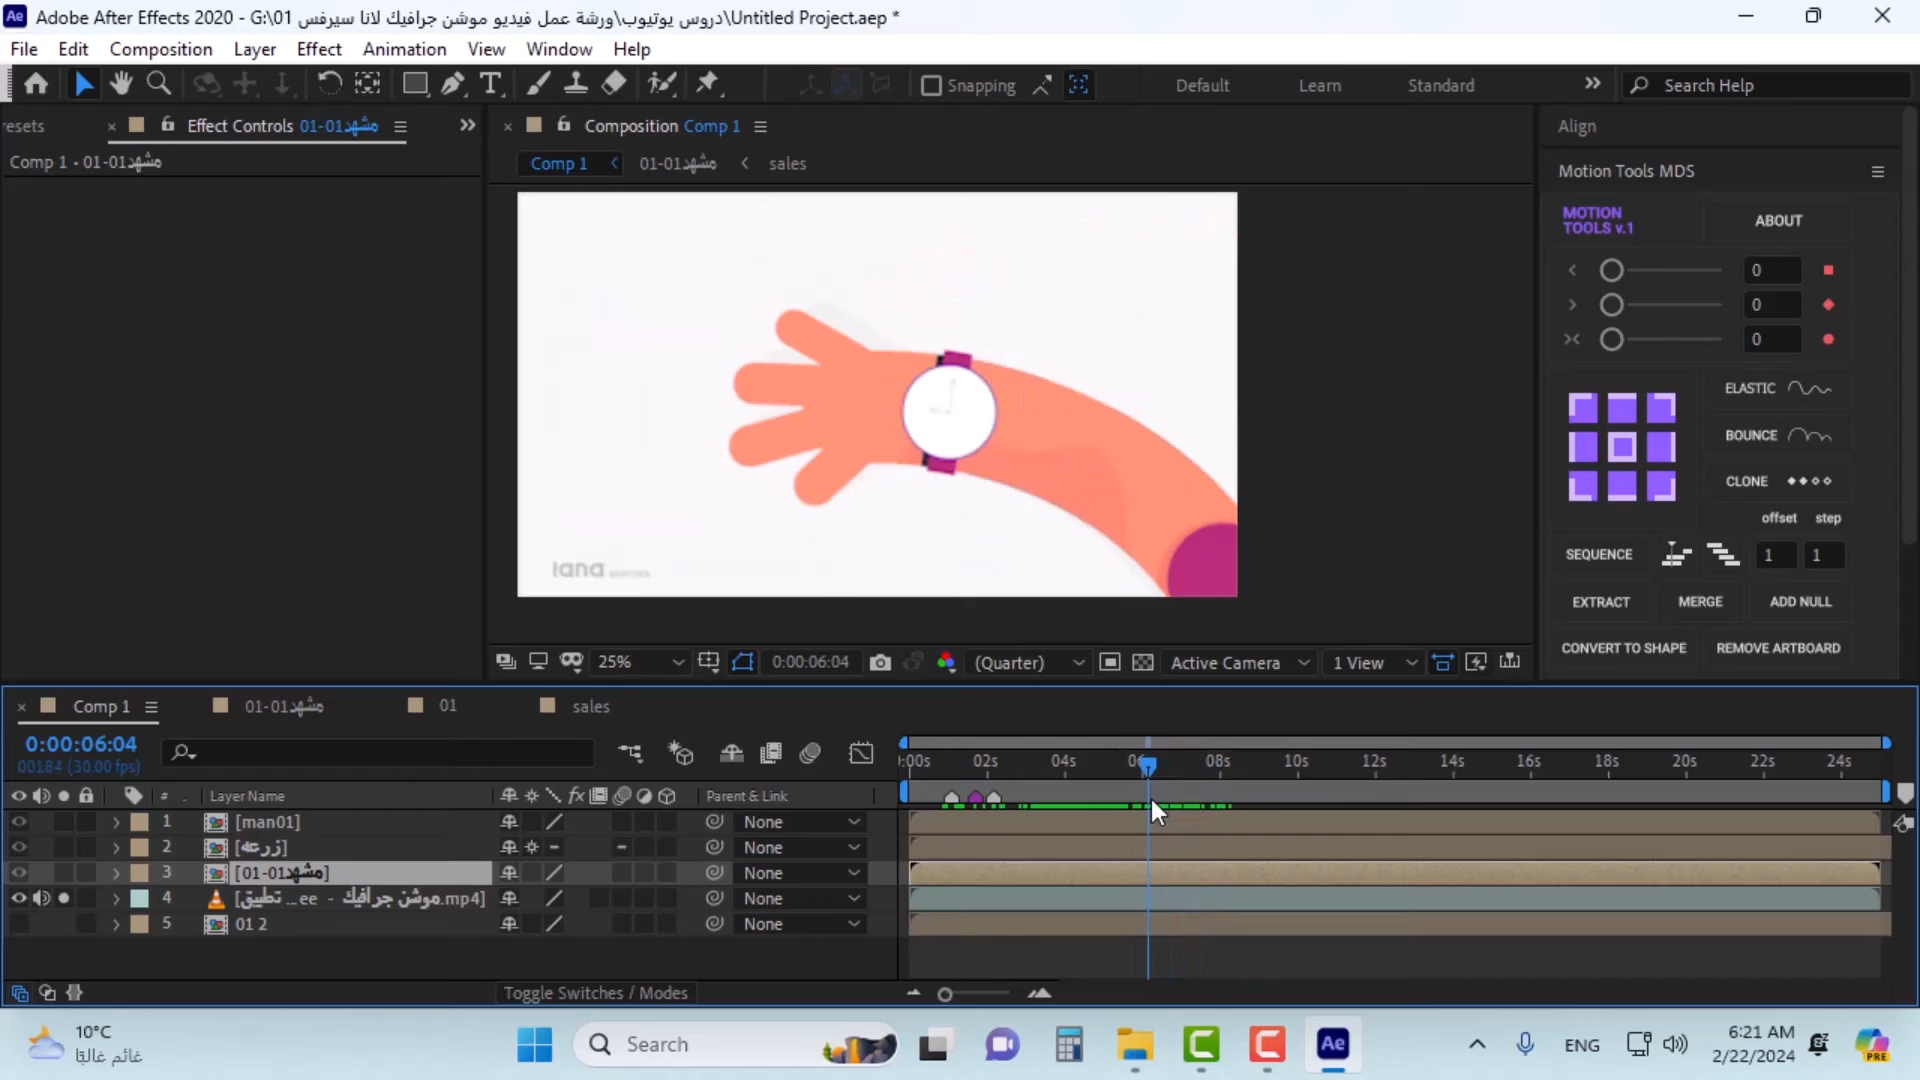 Adobe After Effects 2020 - G:\01 دروس يوتيوب\ورشة عمل فيديو موشن جرافيك لانا سيرفس\Untitled Project.aep *
File Edit Composition Layer Effect Animation View Window Help
Snapping Default Learn Standard Search Help
resets Effect Controls 01-01مشهد
Composition Comp 1
Align
Comp 1 • 01-01مشهد
Comp 1 01-01مشهد sales
Motion Tools MDS
MOTION TOOLS v.1 ABOUT
0
0
0
ELASTIC
BOUNCE
CLONE
offset step
SEQUENCE 1 1
EXTRACT MERGE ADD NULL
CONVERT TO SHAPE REMOVE ARTBOARD
lana
25% 0:00:06:04 (Quarter) Active Camera 1 View
Comp 1 01-01مشهد 01 sales
0:00:06:04
00184 (30.00 fps)
:00s 02s 04s 08s 10s 12s 14s 16s 18s 20s 22s 24s
# Layer Name Parent & Link
1 [man01] None
2 [زرعه] None
3 [01-01مشهد] None
4 [موشن جرافيك - ee ... تطبيق.mp4] None
5 01 2 None
Toggle Switches / Modes
10°C
غائم غالبًا
Search
ENG
6:21 AM
2/22/2024
PRE